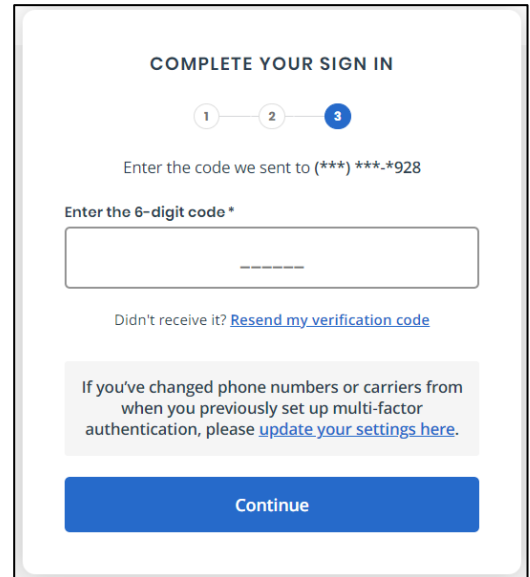 COMPLETE YOUR SIGN IN
1 2 3
Enter the code we sent to (***) ***-*928
Enter the 6-digit code *
______
Didn't receive it? Resend my verification code
If you've changed phone numbers or carriers from
when you previously set up multi-factor
authentication, please update your settings here.
Continue